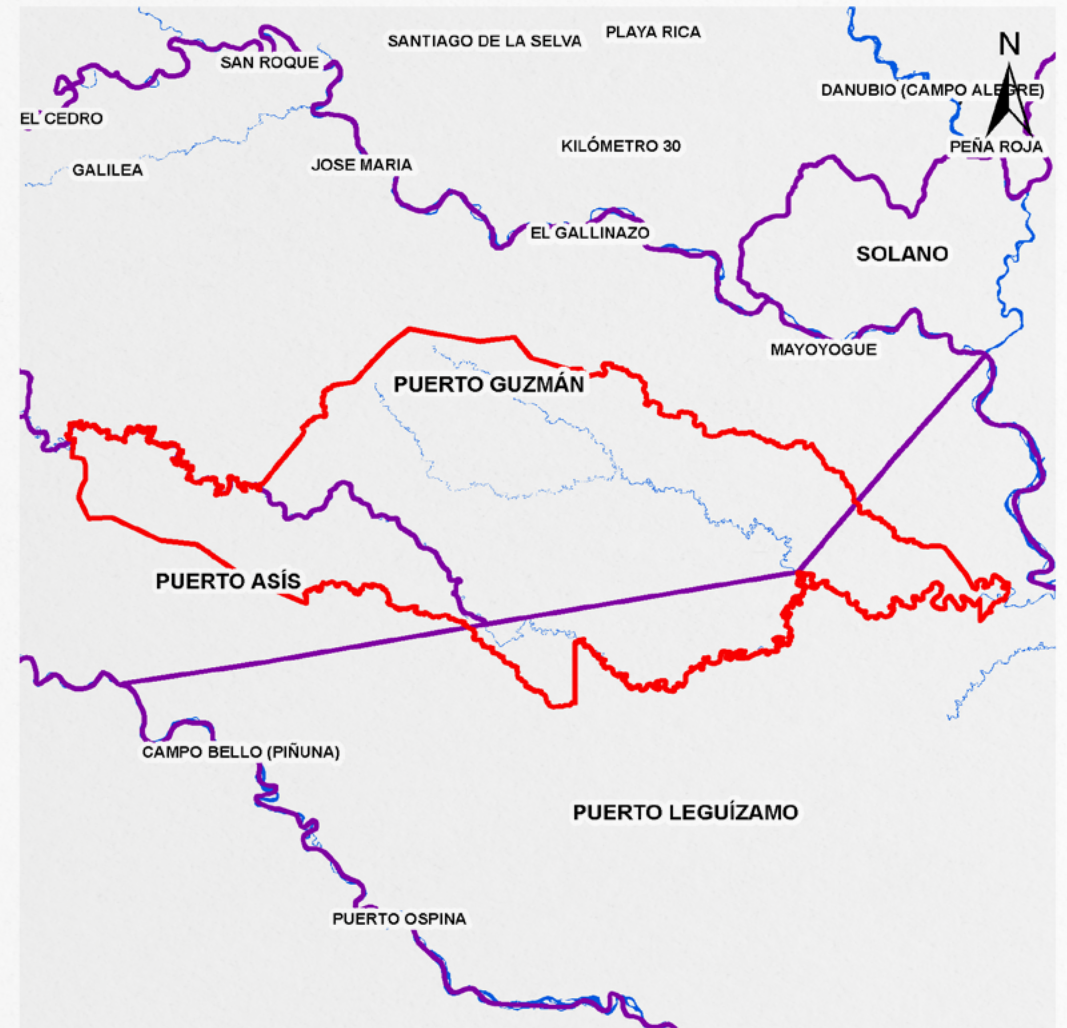 SANTIAGO DE LA SELVA
PLAYA RICA
N
SAN ROQUE
DANUBIO (CAMPO ALEGRE)
EL CEDRO
KILÓMETRO 30
PEÑA ROJA
JOSE MARIA
GALILEA
EL GALLINAZO
SOLANO
MAYOYOGUE
PUERTO GUZMÁN
PUERTO ASÍS
CAMPO BELLO (PIÑUNA)
PUERTO LEGUÍZAMO
PUERTO OSPINA